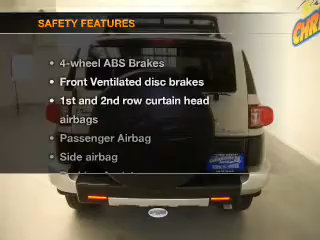 SAFETY FEATURES
4-wheel ABS Brakes
Front Ventilated disc brakes
1st and 2nd row curtain head
airbags
Passenger Airbag
Side airbag